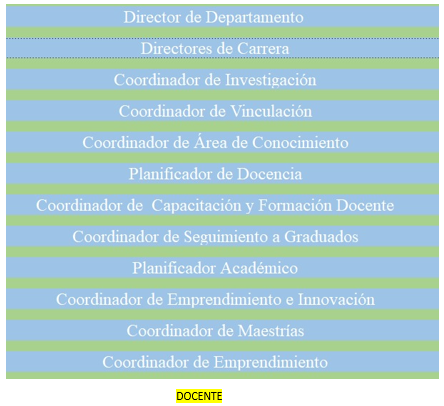 Director de Departamento
Directores de Carrera
Coordinador de Investigación
Coordinador de Vinculación
Coordinador de Área de Conocimiento
Planificador de Docencia
Coordinador de  Capacitación y Formación Docente
Coordinador de Seguimiento a Graduados
Planificador Académico
Coordinador de Emprendimiento e Innovación
Coordinador de Maestrías
Coordinador de Emprendimiento
DOCENTE